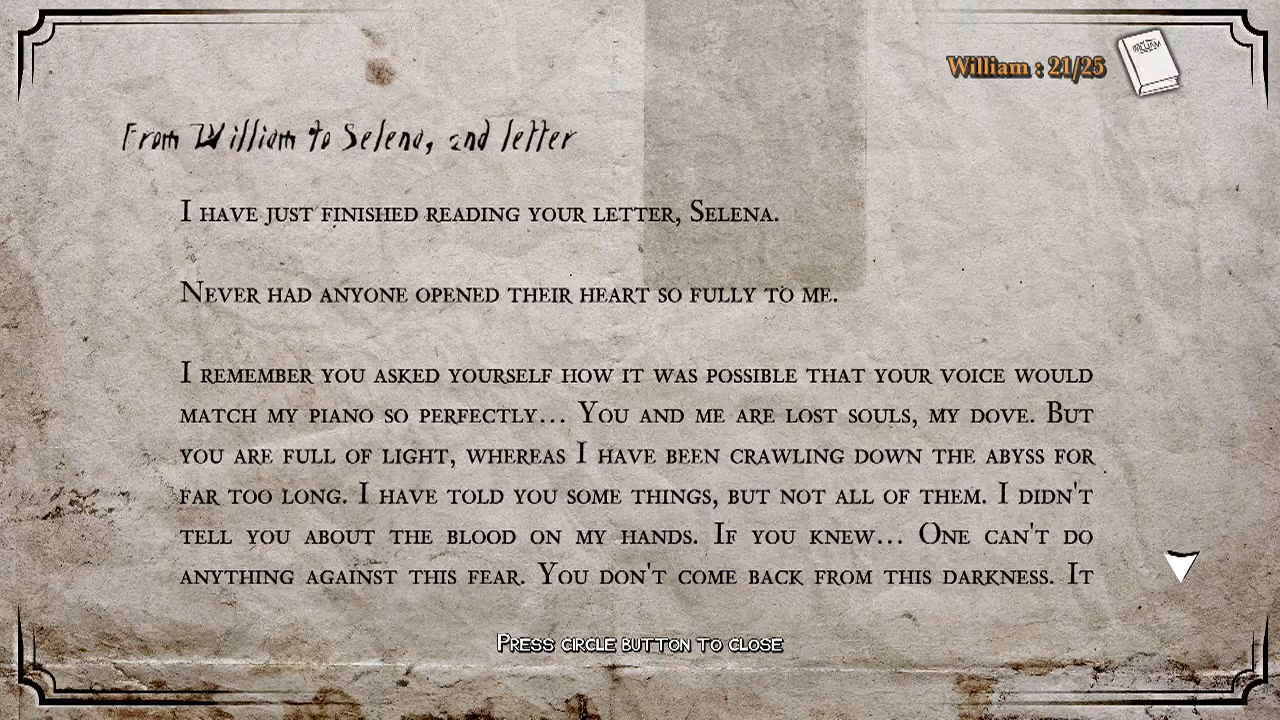 William : 21/25
From William to Selena, 2nd letter
I have just finished reading your letter, Selena.
Never had anyone opened their heart so fully to me.
I remember you asked yourself how it was possible that your voice would
match my piano so perfectly... You and me are lost souls, my dove. But
you are full of light, whereas I have been crawling down the abyss for
far too long. I have told you some things, but not all of them. I didn't
tell you about the blood on my hands. If you knew... One can't do
anything against this fear. You don't come back from this darkness. It
Press circle button to close